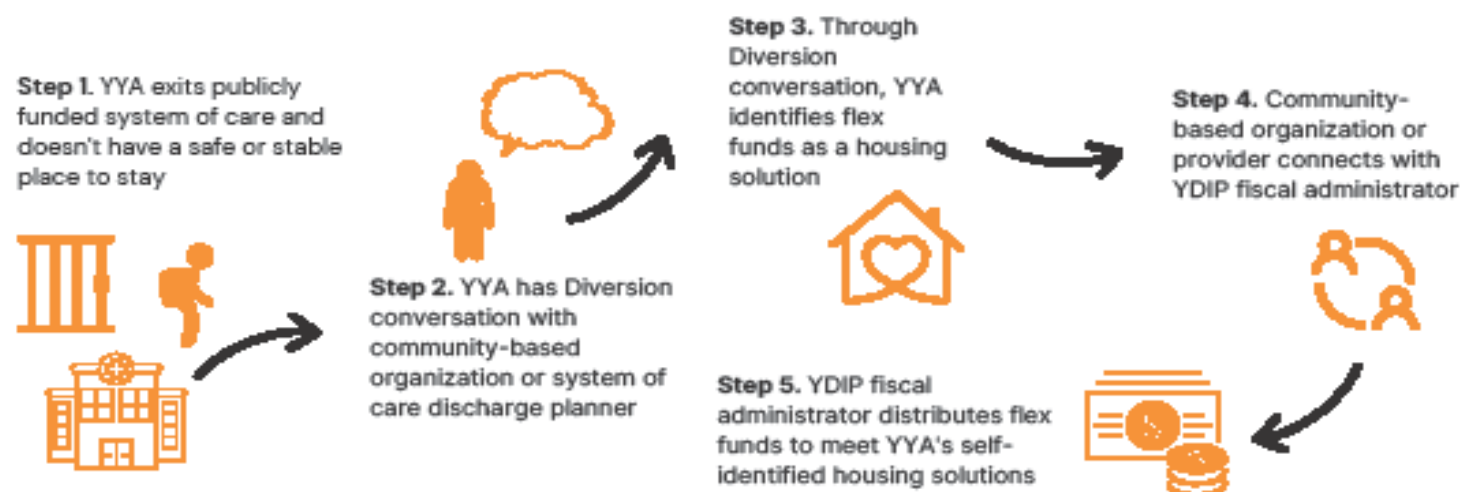 Step 1. YYA exits publicly
funded system of care and
doesn't have a safe or stable
place to stay
Step 2. YYA has Diversion
conversation with
community-based
organization or system of
care discharge planner
Step 3. Through
Diversion
conversation, YYA
identifies flex
funds as a housing
solution
Step 4. Community-
based organization or
provider connects with
YDIP fiscal administrator
Step 5. YDIP fiscal
administrator distributes flex
funds to meet YYA's self-
identified housing solutions